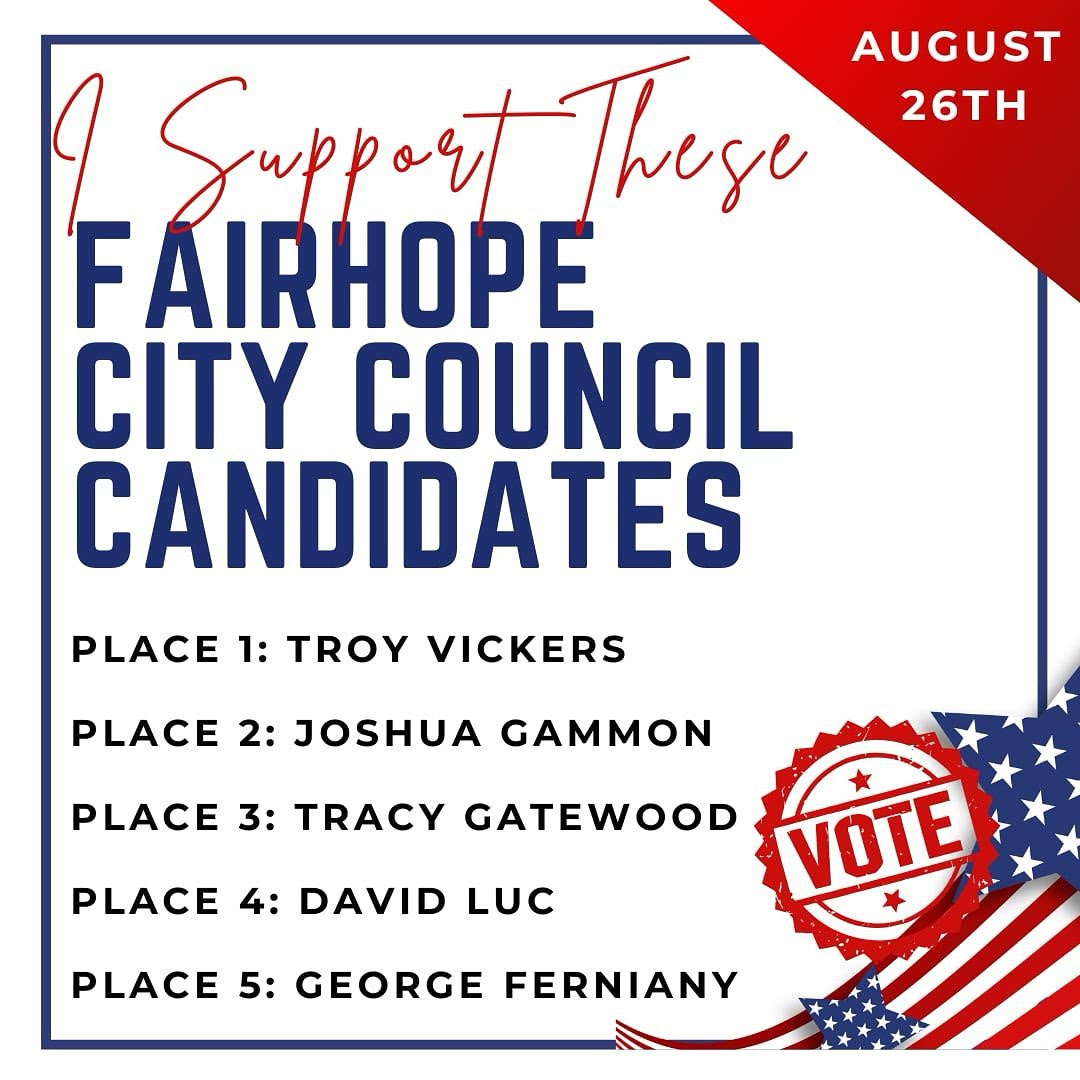 AUGUST
26TH
I Support These
FAIRHOPE
CITY COUNCIL
CANDIDATES
PLACE 1: TROY VICKERS
PLACE 2: JOSHUA GAMMON
PLACE 3: TRACY GATEWOOD
PLACE 4: DAVID LUC
PLACE 5: GEORGE FERNIANY
VOTE